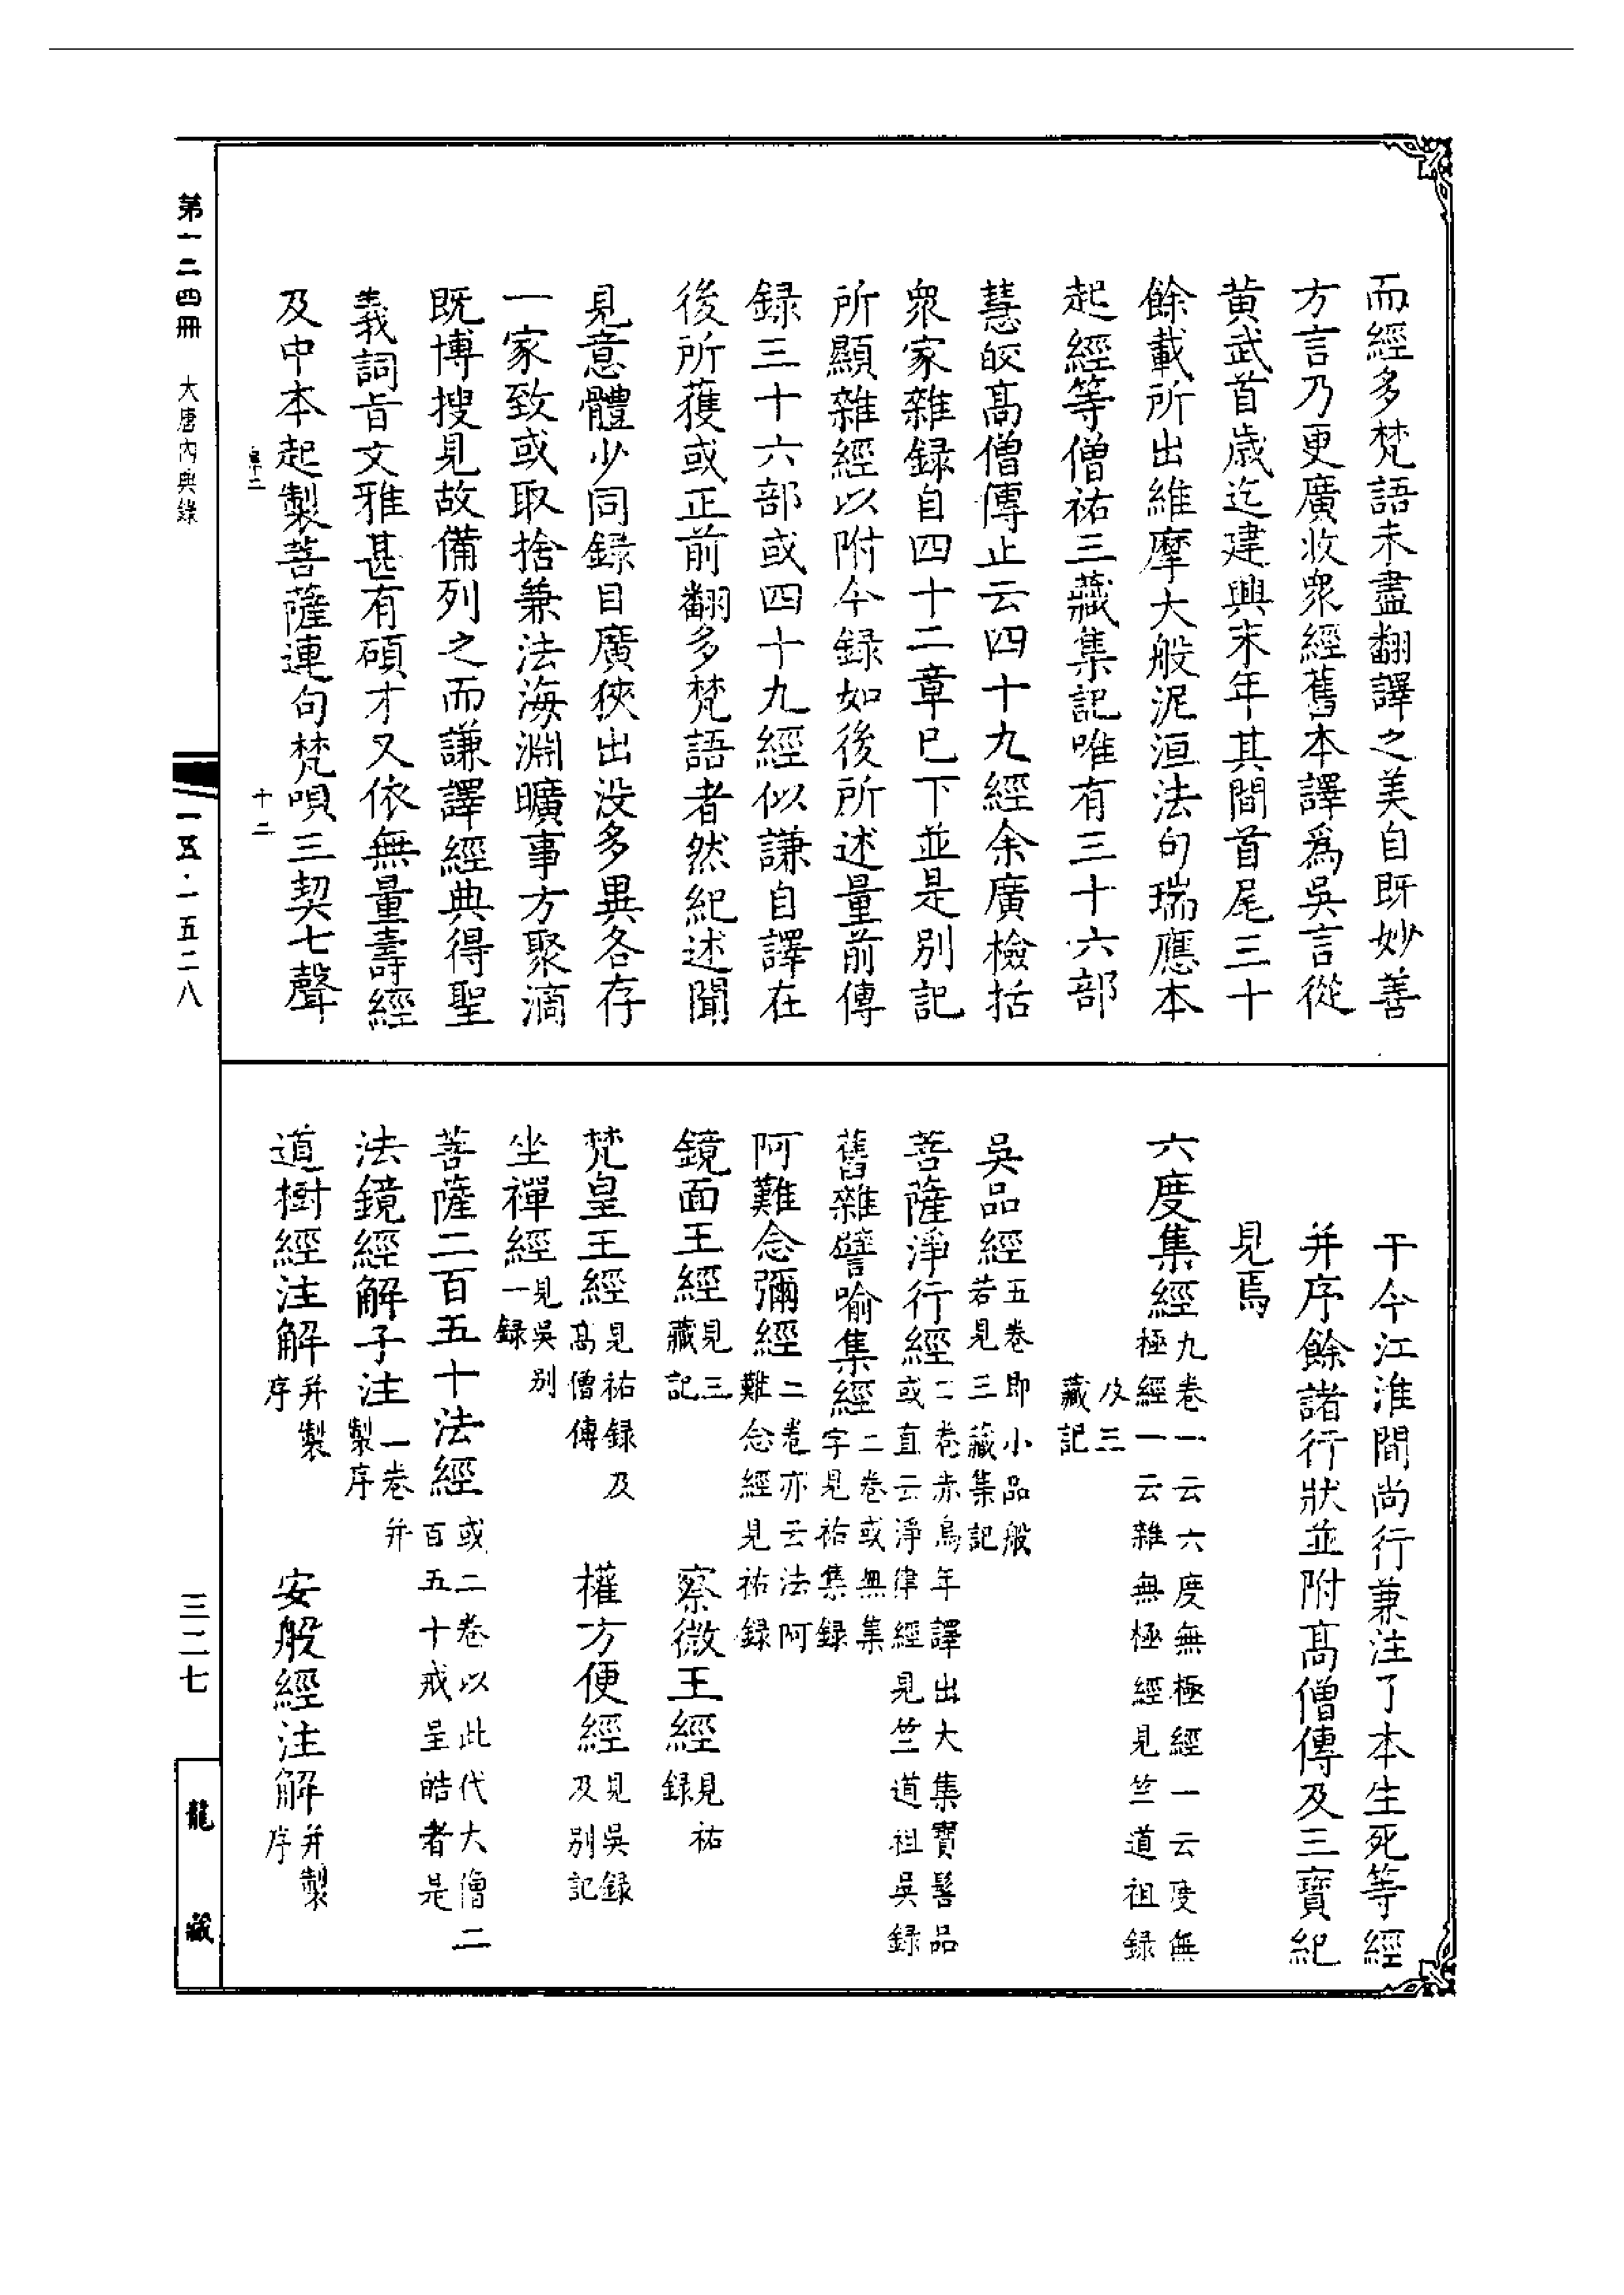 而經多梵語未盡翻譯之美自既妙善
方言乃更廣收衆經舊本譯爲吳言從
黄武首歲迄建興末年其間首尾三十
餘載所出維摩大般泥洹法句瑞應本
起經等僧祐三藏集記唯有三十六部
慧皎高僧傳止云四十九經余廣檢括
衆家雜録自四十二章已下並是别記
所顯雜經以附今録如後所述量前傳
録三十六部或四十九經似謙自譯在
後所獲或正前翻多梵語者然紀述聞
見意體少同録目廣狹出没多異各存
一家致或取捨兼法海淵曠事方聚滴
既博搜見故備列之而謙譯經典得聖
義詞旨文雅甚有碩才又依無量壽經
及中本起製菩薩連句梵唄三契七聲
十二
于今江淮間尚行兼注了本生死等經
并序餘諸行狀並附髙僧傳及三寶紀
見焉
六度集經九卷一云六度無極經一云度無
極經一云雜無極經見竺道祖録
及三
藏記
吳品經五卷即小品般
若見三藏集記
菩薩淨行經二卷赤烏年譯出大集寶髻品
或直云淨律經見竺道祖吳録
舊雜譬喻集經二卷或無集
字見祐集録
阿難念彌經二卷亦云法阿
難念經見祐録
鏡面王經見三
藏記
察微王經見祐
録
梵皇王經見祐録及
髙僧傳
權方便經見吳録
及别記
坐禪經見吳别
一録
菩薩二百五十法經或二卷以此代大僧二
百五十戒呈皓者是
法鏡經解子注一卷并
製序
道樹經注解并製
序
安般經注解并製
序
第一二四冊 大唐內典錄
一五·一五二八
三二七
龍藏